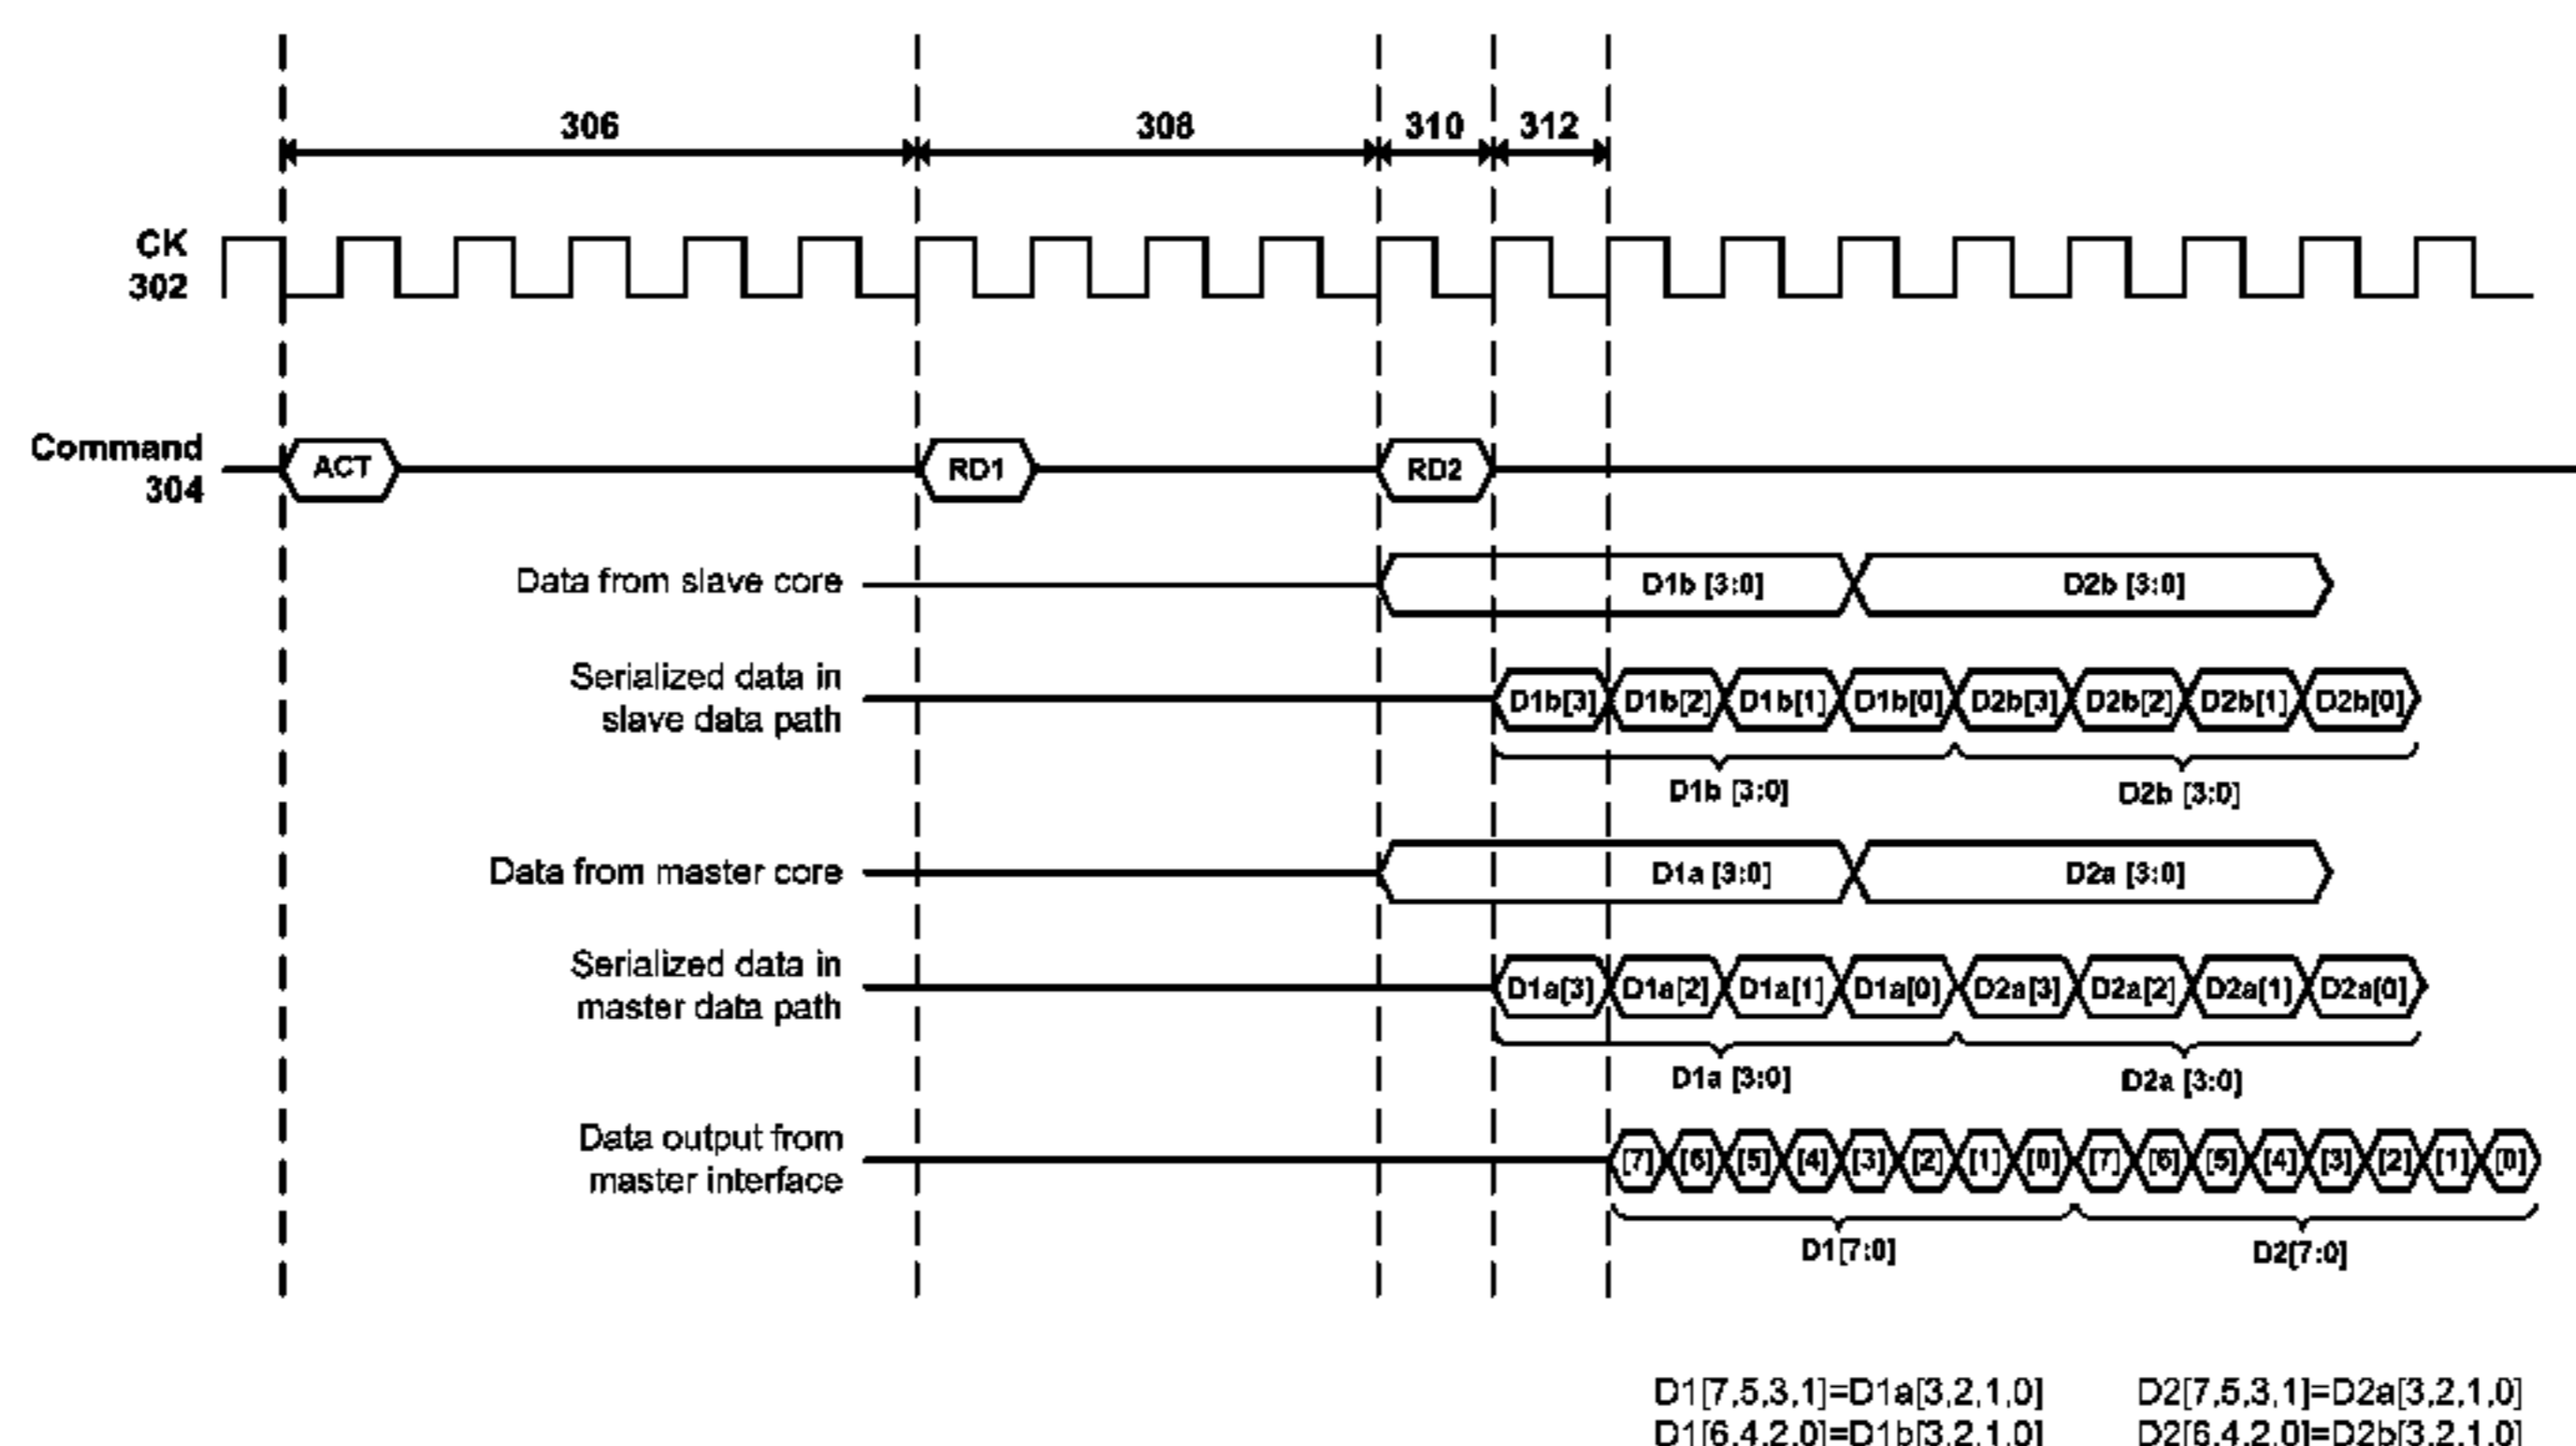 306 308 310 312
CK
302
Command
304
ACT RD1 RD2
Data from slave core D1b [3:0] D2b [3:0]
Serialized data in
slave data path
D1b[3] D1b[2] D1b[1] D1b[0] D2b[3] D2b[2] D2b[1] D2b[0]
D1b [3:0] D2b [3:0]
Data from master core D1a [3:0] D2a [3:0]
Serialized data in
master data path
D1a[3] D1a[2] D1a[1] D1a[0] D2a[3] D2a[2] D2a[1] D2a[0]
D1a [3:0] D2a [3:0]
Data output from
master interface
[7] [6] [5] [4] [3] [2] [1] [0] [7] [6] [5] [4] [3] [2] [1] [0]
D1[7:0] D2[7:0]
D1[7,5,3,1]=D1a[3,2,1,0] D2[7,5,3,1]=D2a[3,2,1,0]
D1[6,4,2,0]=D1b[3,2,1,0] D2[6,4,2,0]=D2b[3,2,1,0]